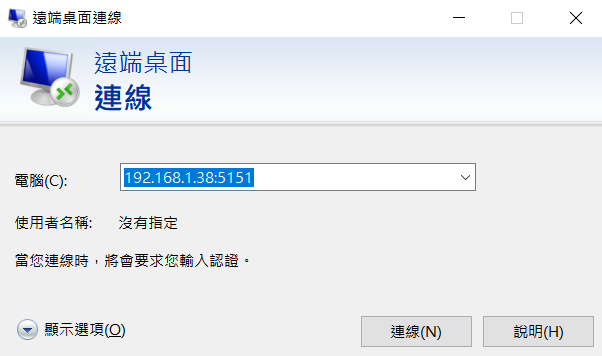 遠端桌面連線
遠端桌面
連線
電腦(C): 192.168.1.38:5151
使用者名稱: 沒有指定
當您連線時，將會要求您輸入認證。
顯示選項(O) 連線(N) 說明(H)